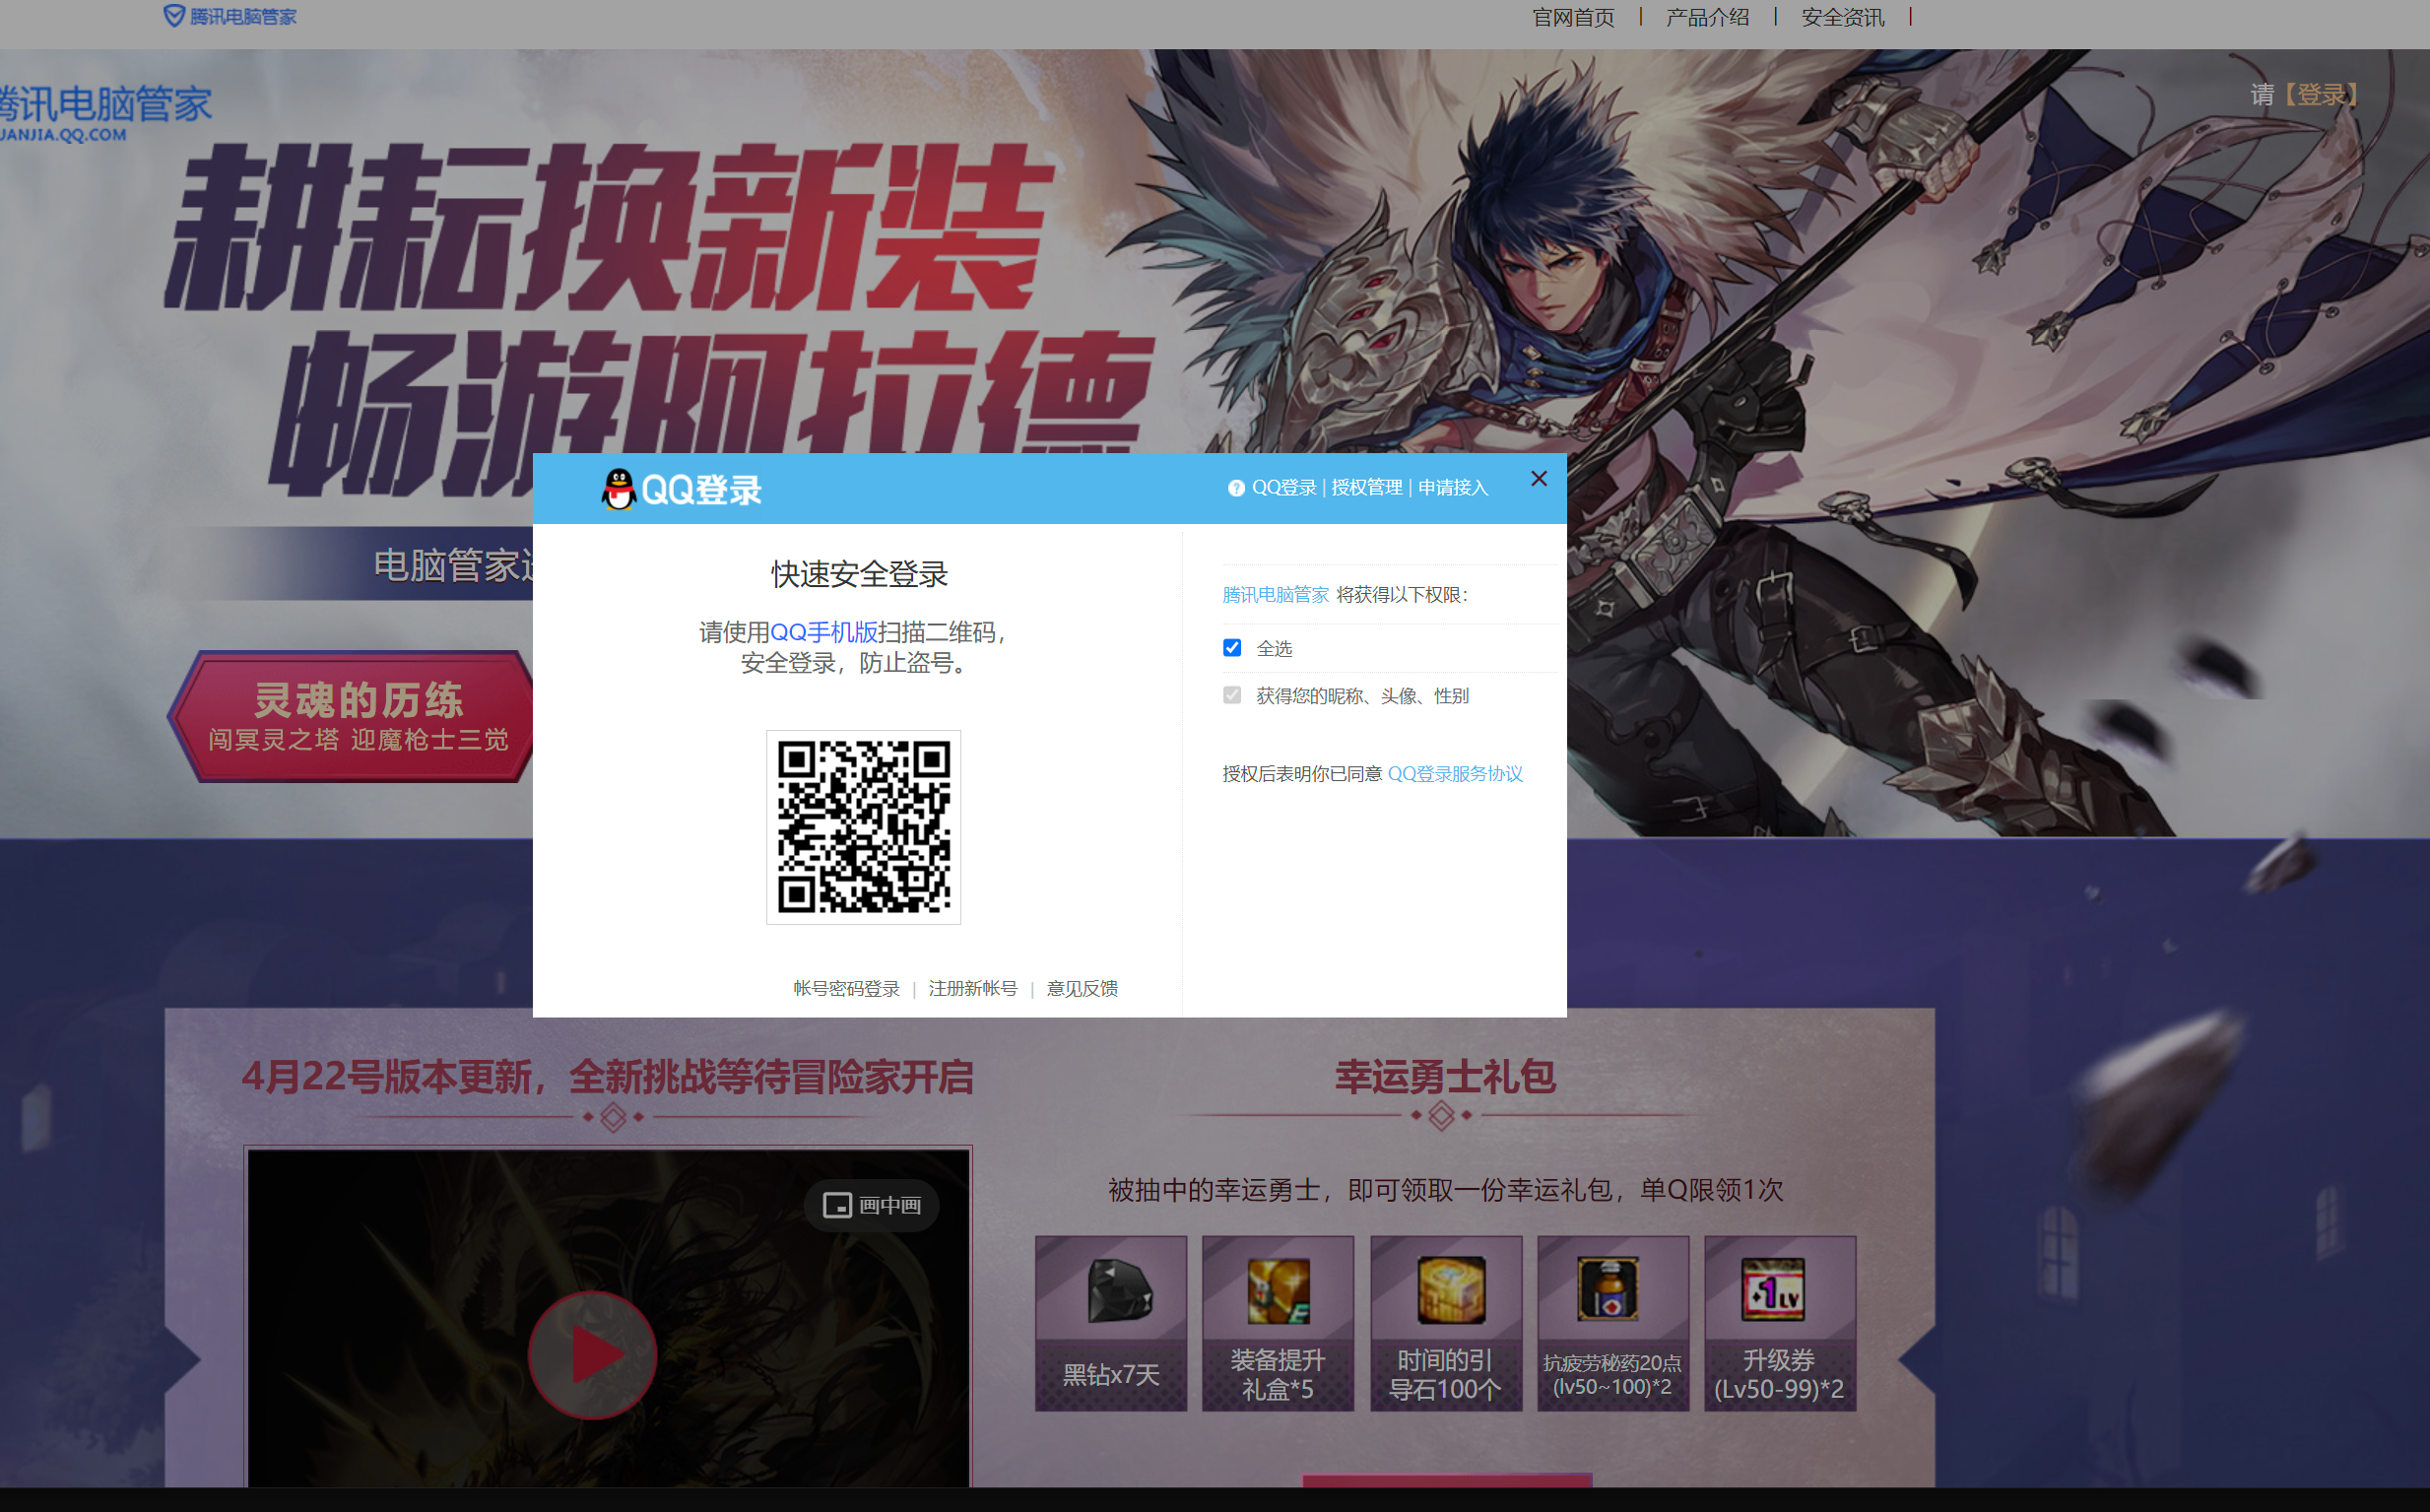 腾讯电脑管家
官网首页 | 产品介绍 | 安全资讯 |
腾讯电脑管家
UANJIA.QQ.COM
请【登录】
耕耘换新装
畅游阿拉德
电脑管家
灵魂的历练
闯冥灵之塔 迎魔枪士三觉
QQ登录
QQ登录 | 授权管理 | 申请接入
快速安全登录
请使用QQ手机版扫描二维码，
安全登录，防止盗号。
帐号密码登录 | 注册新帐号 | 意见反馈
腾讯电脑管家 将获得以下权限：
全选
获得您的昵称、头像、性别
授权后表明你已同意 QQ登录服务协议
4月22号版本更新，全新挑战等待冒险家开启
画中画
幸运勇士礼包
被抽中的幸运勇士，即可领取一份幸运礼包，单Q限领1次
黑钻x7天
装备提升
礼盒*5
时间的引
导石100个
抗疲劳秘药20点
(lv50~100)*2
+1LV
升级券
(Lv50-99)*2